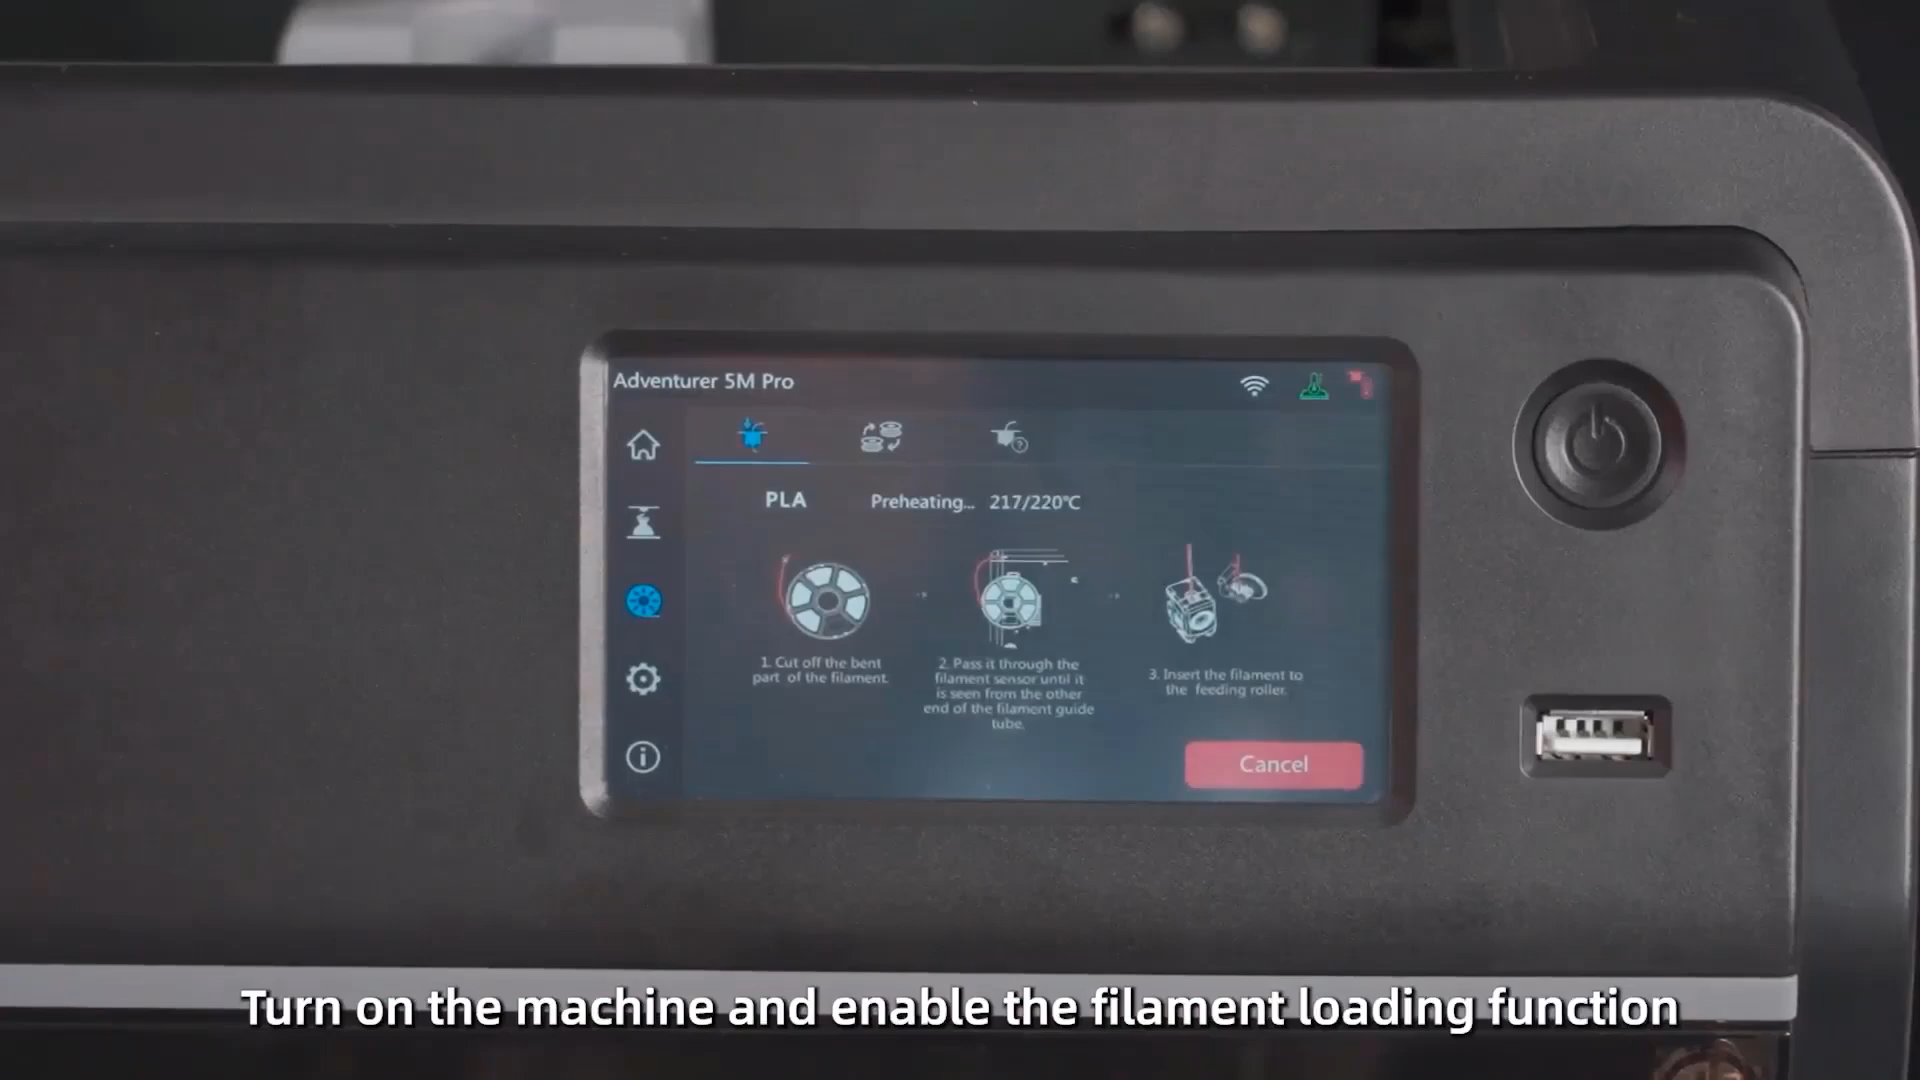 Adventurer 5M Pro
PLA Preheating... 217/220℃
1. Cut off the bent
part of the filament.
2. Pass it through the
filament sensor until it
is seen from the other
end of the filament guide
tube.
3. Insert the filament to
the feeding roller.
Cancel
Turn on the machine and enable the filament loading function